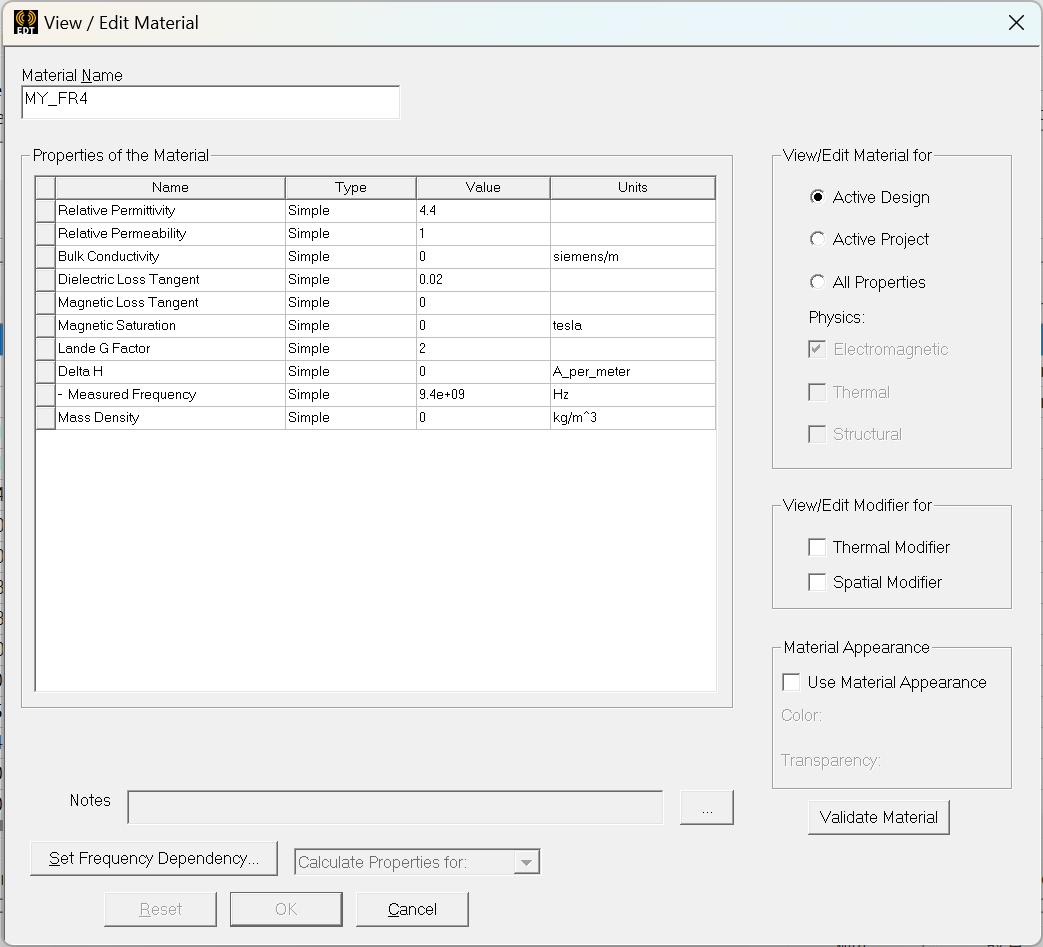 EDT View / Edit Material
Material Name
MY_FR4
Properties of the Material
Name Type Value Units
Relative Permittivity Simple 4.4
Relative Permeability Simple 1
Bulk Conductivity Simple 0 siemens/m
Dielectric Loss Tangent Simple 0.02
Magnetic Loss Tangent Simple 0
Magnetic Saturation Simple 0 tesla
Lande G Factor Simple 2
Delta H Simple 0 A_per_meter
- Measured Frequency Simple 9.4e+09 Hz
Mass Density Simple 0 kg/m^3
View/Edit Material for
Active Design
Active Project
All Properties
Physics:
Electromagnetic
Thermal
Structural
View/Edit Modifier for
Thermal Modifier
Spatial Modifier
Material Appearance
Use Material Appearance
Color:
Transparency:
Notes
...
Validate Material
Set Frequency Dependency...
Calculate Properties for:
Reset
OK
Cancel